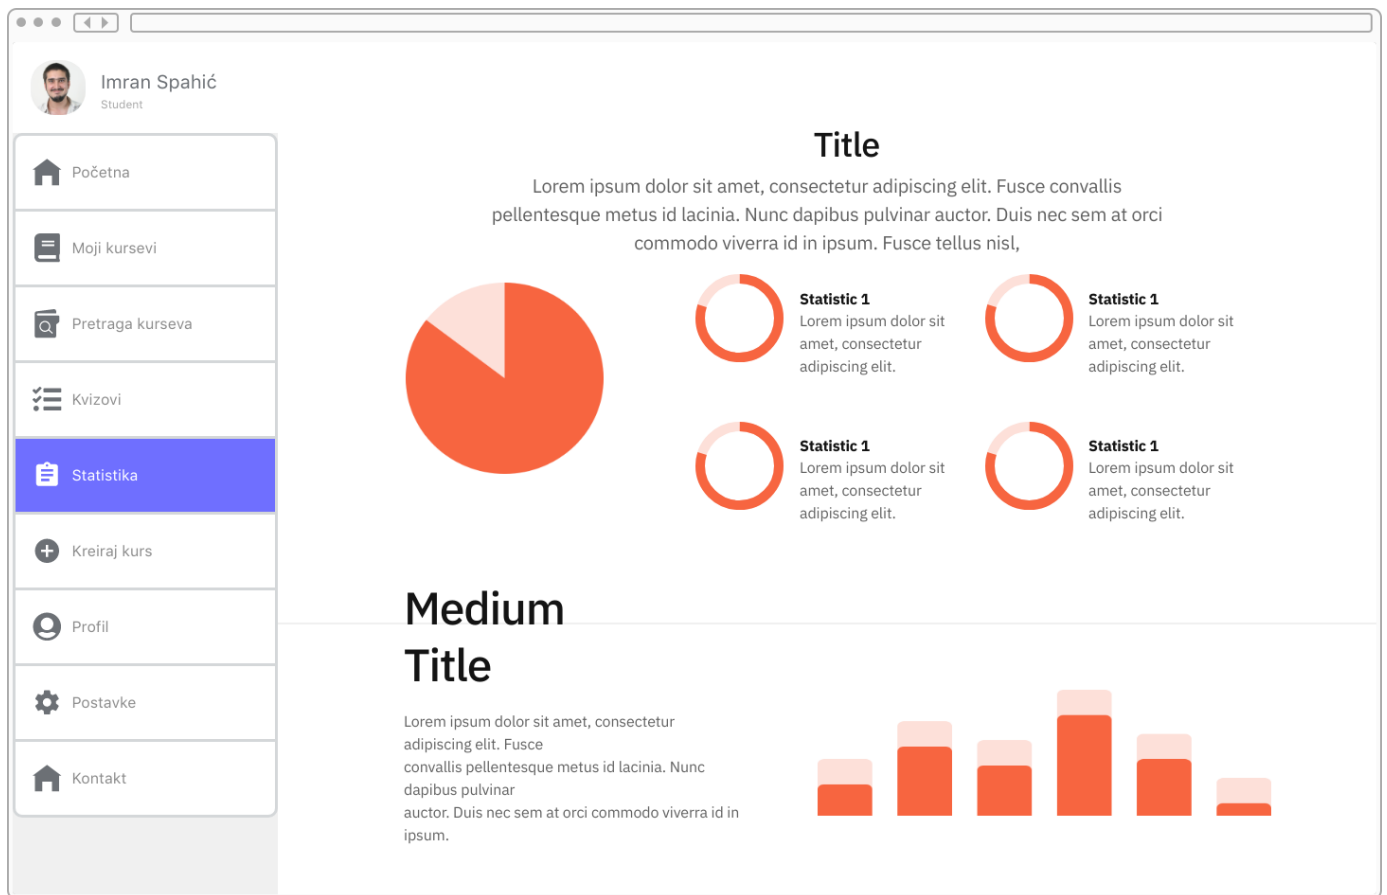 Imran Spahić
Student
Početna
Moji kursevi
Pretraga kurseva
Kvizovi
Statistika
Kreiraj kurs
Profil
Postavke
Kontakt
Title
Lorem ipsum dolor sit amet, consectetur adipiscing elit. Fusce convallis
pellentesque metus id lacinia. Nunc dapibus pulvinar auctor. Duis nec sem at orci
commodo viverra id in ipsum. Fusce tellus nisl,
Statistic 1
Lorem ipsum dolor sit
amet, consectetur
adipiscing elit.
Statistic 1
Lorem ipsum dolor sit
amet, consectetur
adipiscing elit.
Statistic 1
Lorem ipsum dolor sit
amet, consectetur
adipiscing elit.
Statistic 1
Lorem ipsum dolor sit
amet, consectetur
adipiscing elit.
Medium
Title
Lorem ipsum dolor sit amet, consectetur
adipiscing elit. Fusce
convallis pellentesque metus id lacinia. Nunc
dapibus pulvinar
auctor. Duis nec sem at orci commodo viverra id in
ipsum.